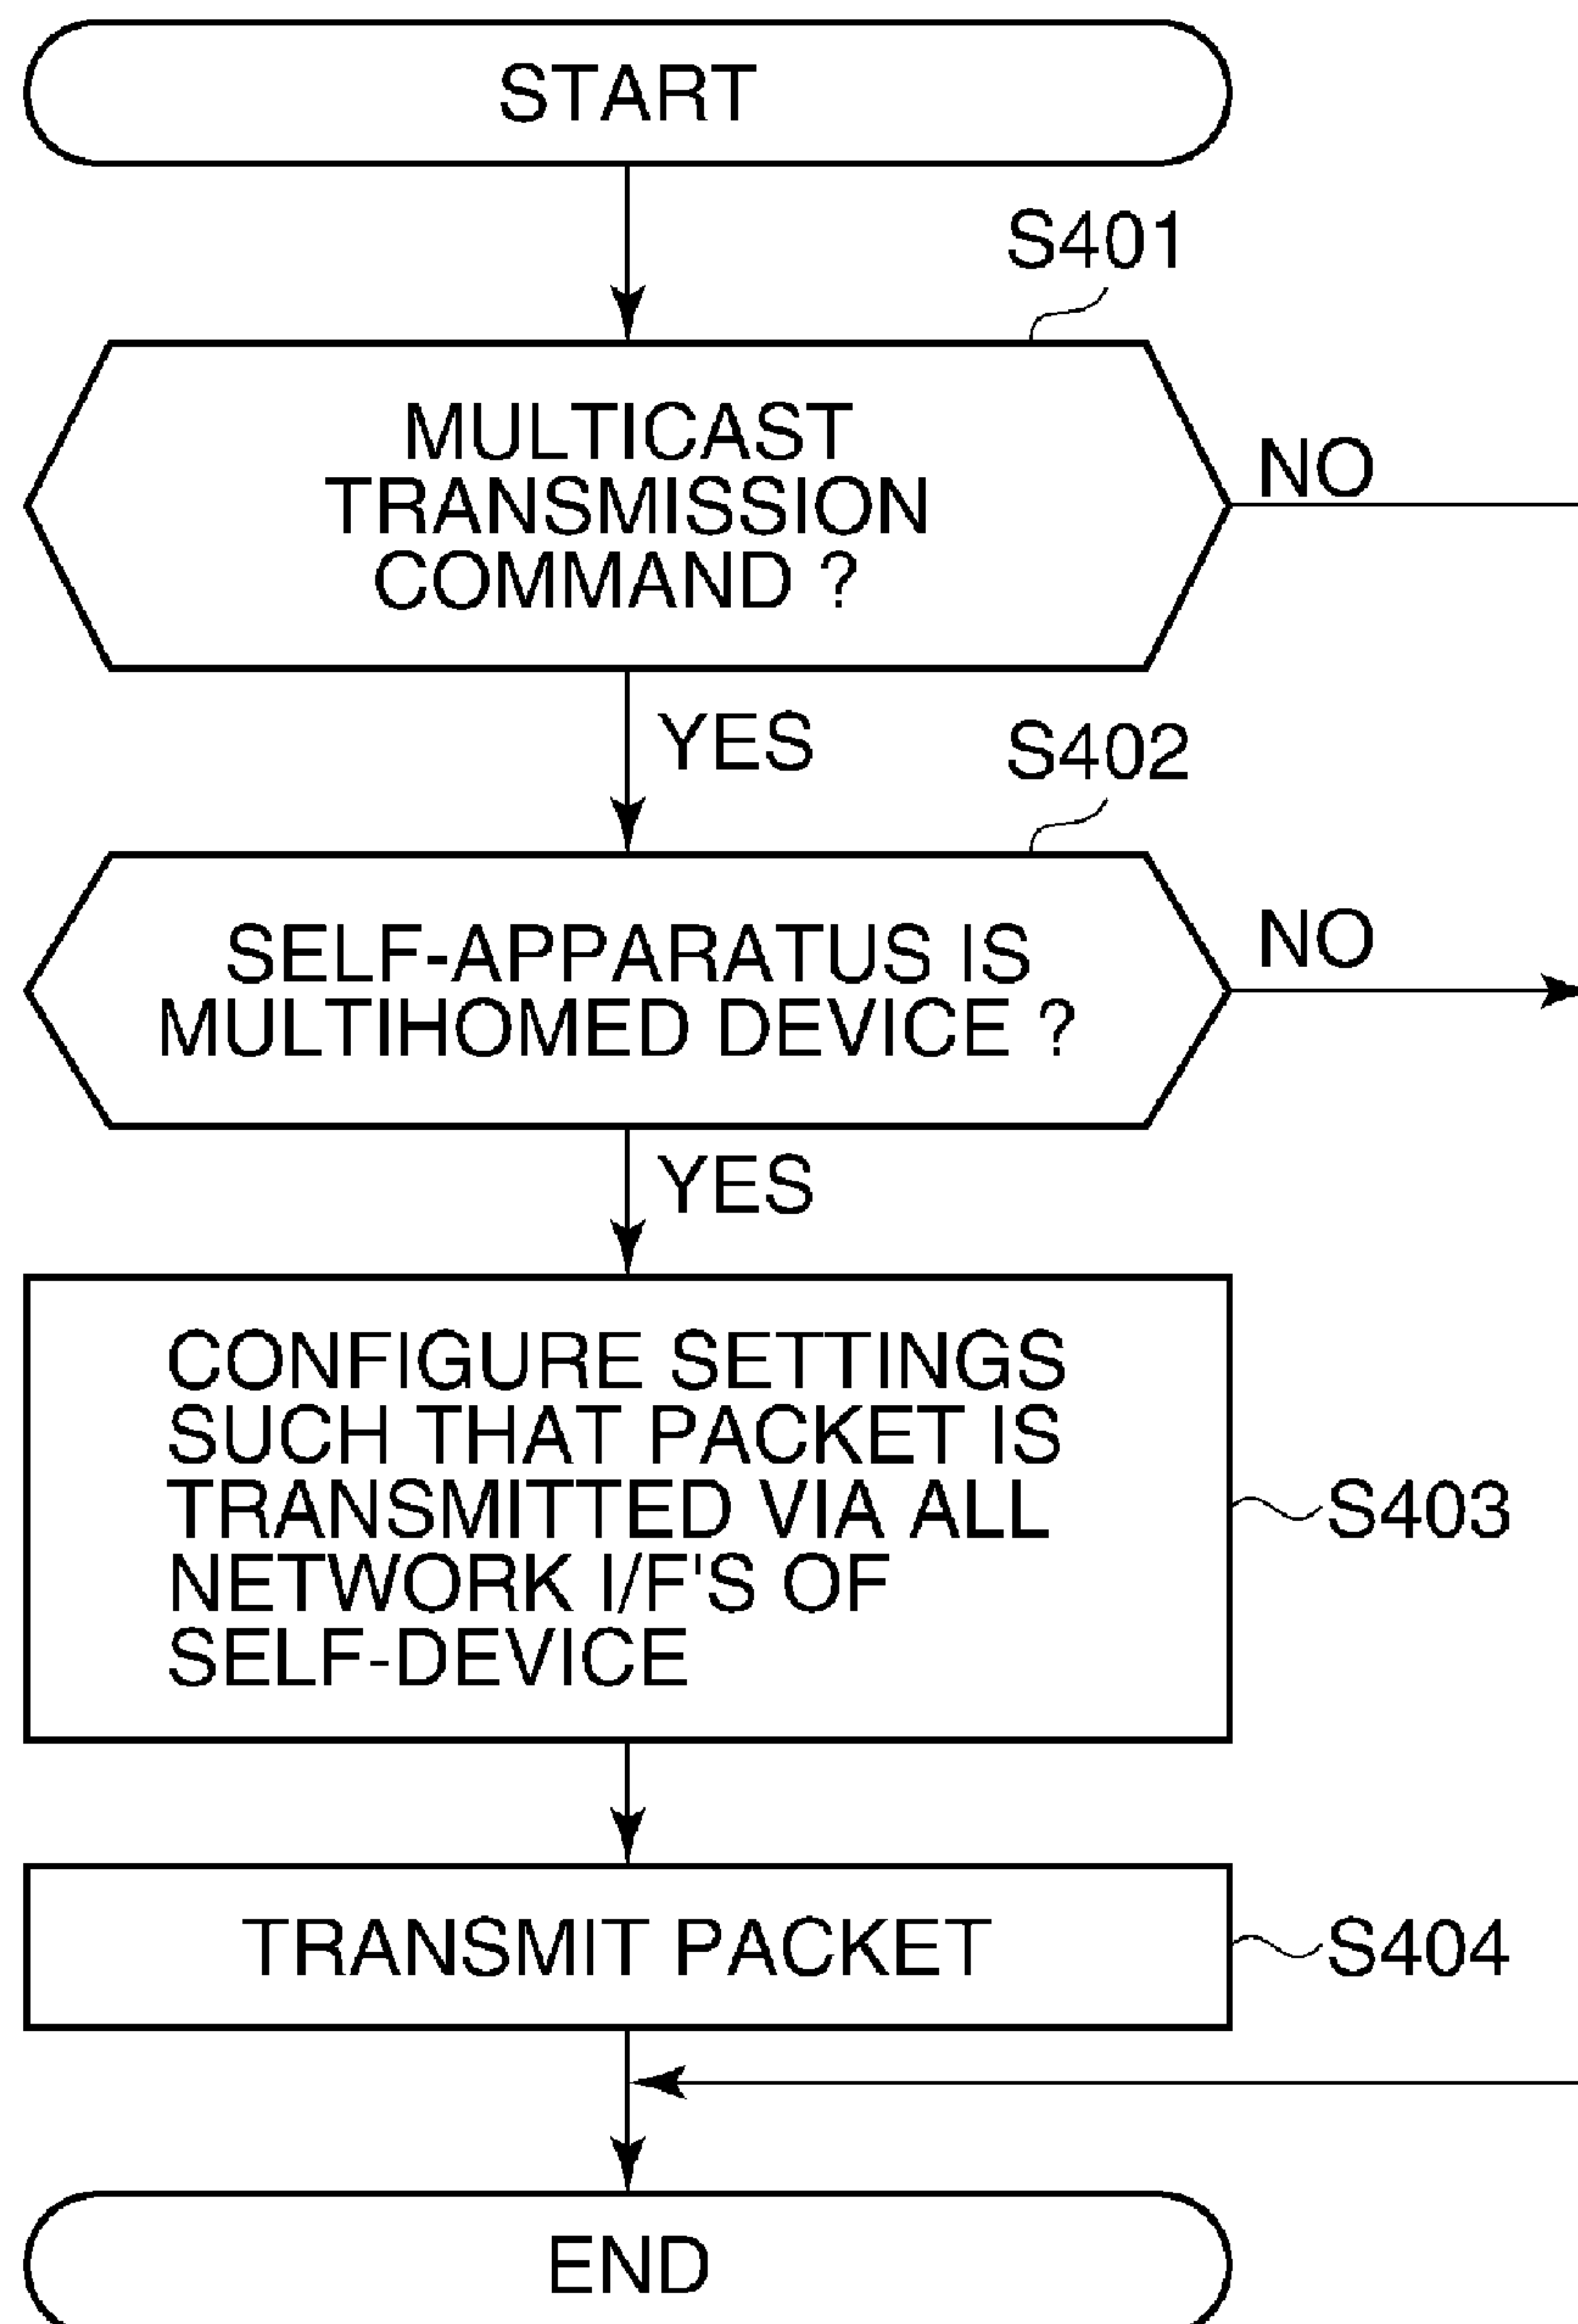 START
S401
MULTICAST
TRANSMISSION
COMMAND ?
NO
YES
S402
SELF-APPARATUS IS
MULTIHOMED DEVICE ?
NO
YES
CONFIGURE SETTINGS
SUCH THAT PACKET IS
TRANSMITTED VIA ALL
NETWORK I/F'S OF
SELF-DEVICE
S403
TRANSMIT PACKET
S404
END